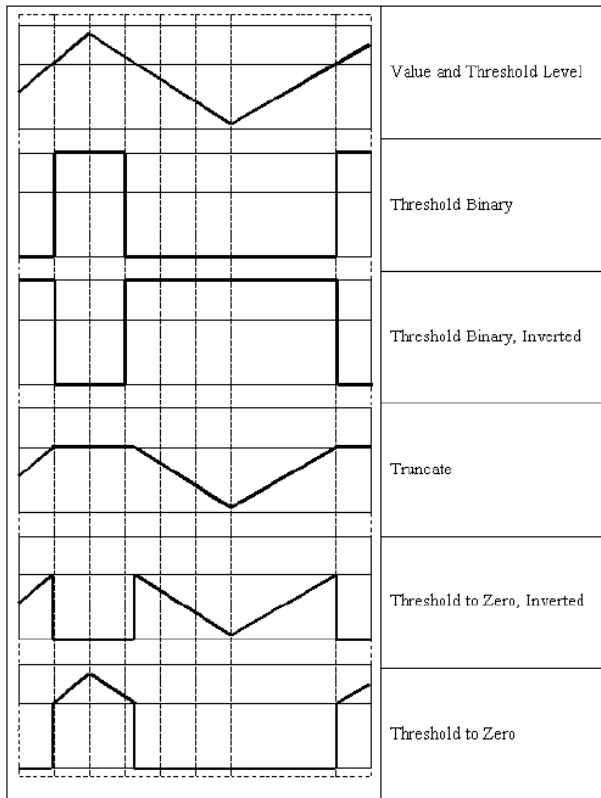 Value and Threshold Level
Threshold Binary
Threshold Binary, Inverted
Truncate
Threshold to Zero, Inverted
Threshold to Zero